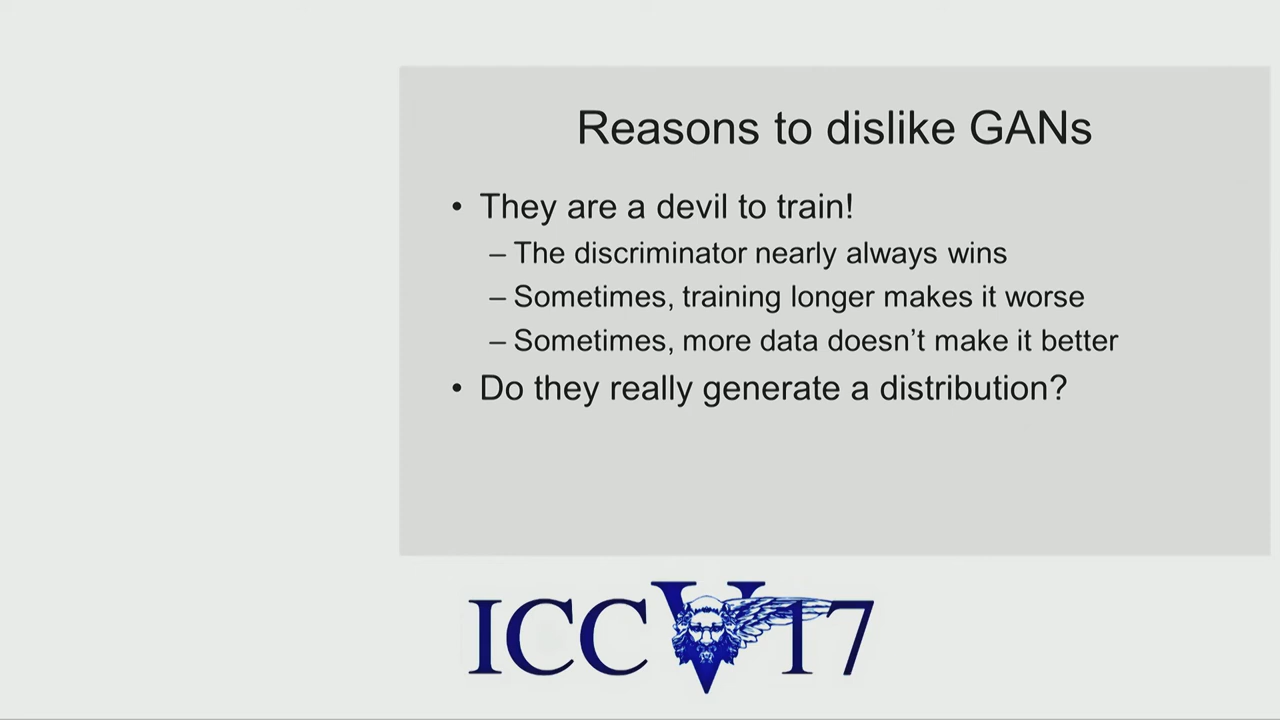 Reasons to dislike GANs
• They are a devil to train!
– The discriminator nearly always wins
– Sometimes, training longer makes it worse
– Sometimes, more data doesn’t make it better
• Do they really generate a distribution?
ICCV17